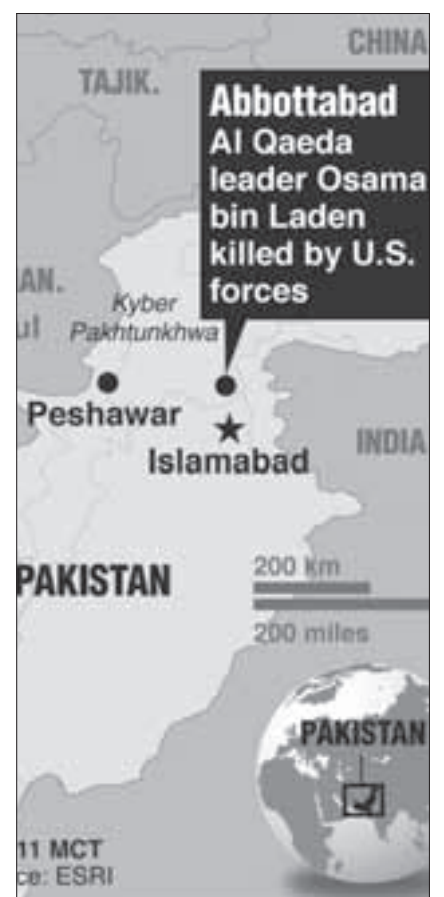 CHINA
TAJIK.
Abbottabad
Al Qaeda
leader Osama
bin Laden
killed by U.S.
forces
AN.
Kyber
Pakhtunkhwa
ul
Peshawar
Islamabad
INDIA
PAKISTAN
200 km
200 miles
PAKISTAN
11 MCT
ce: ESRI